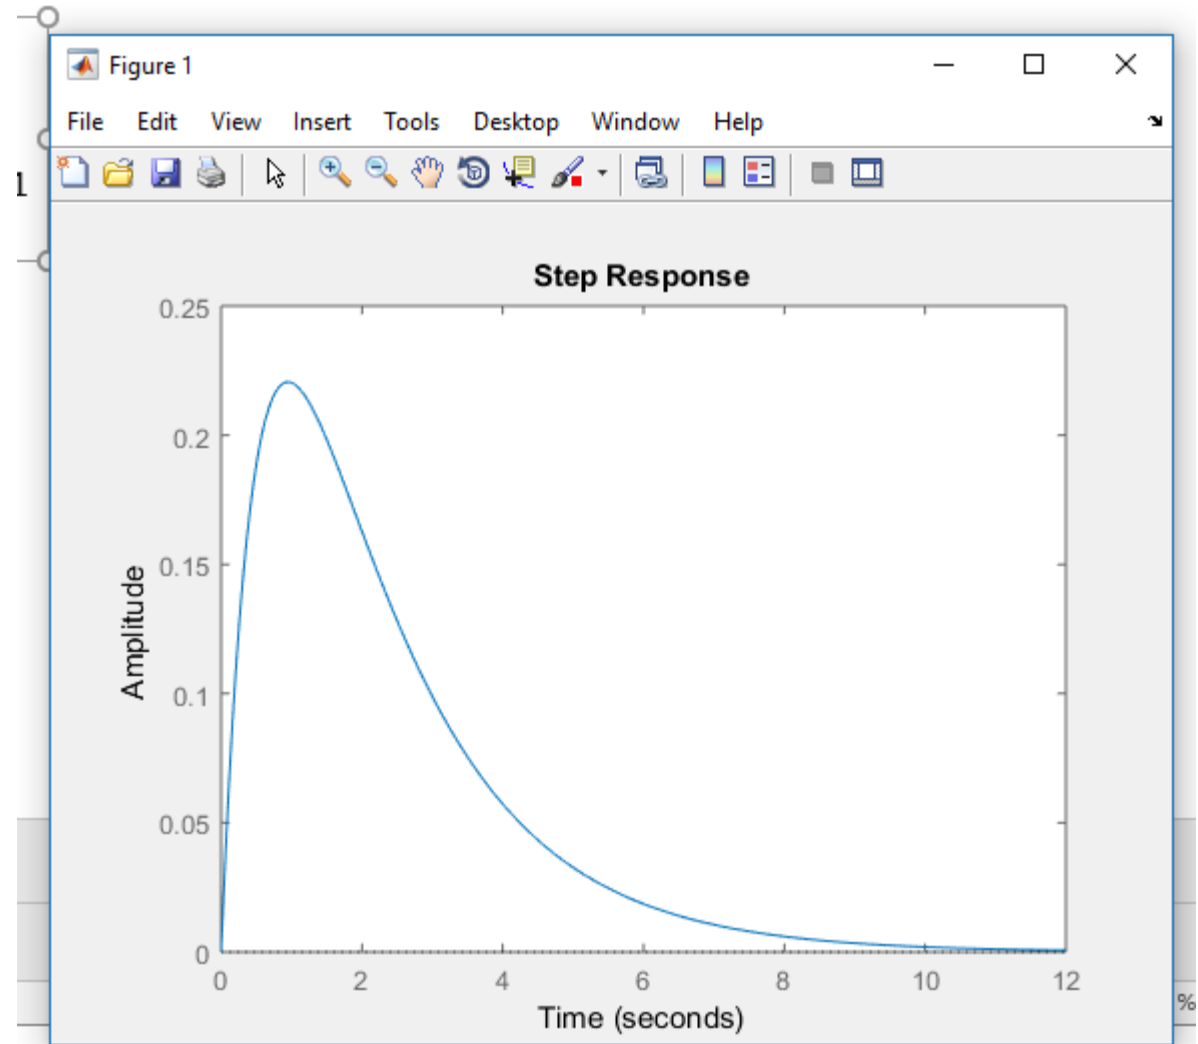 Figure 1
File Edit View Insert Tools Desktop Window Help
1
Step Response
0.25
0.2
0.15
0.1
0.05
0
Amplitude
0 2 4 6 8 10 12
Time (seconds)
%